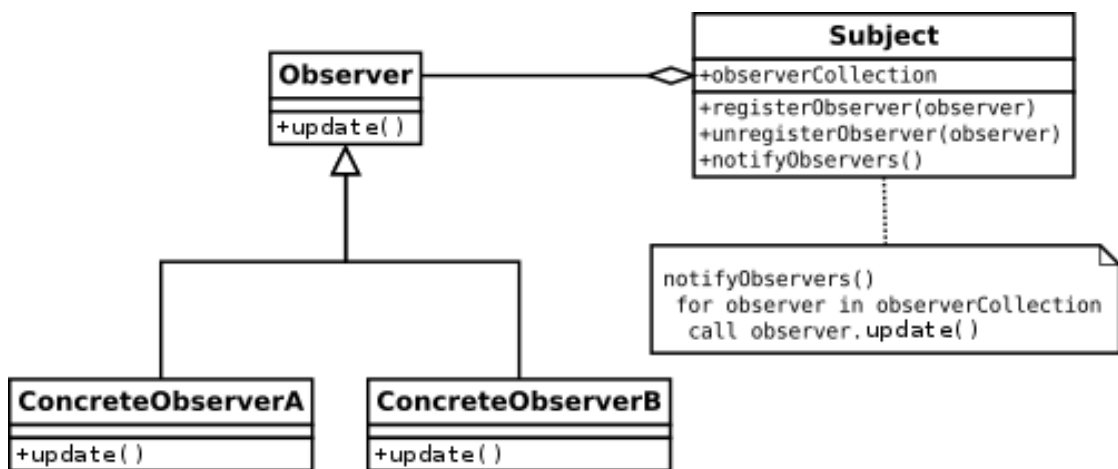 Observer
+update()
Subject
+observerCollection
+registerObserver(observer)
+unregisterObserver(observer)
+notifyObservers()
notifyObservers()
for observer in observerCollection
call observer.update()
ConcreteObserverA
+update()
ConcreteObserverB
+update()